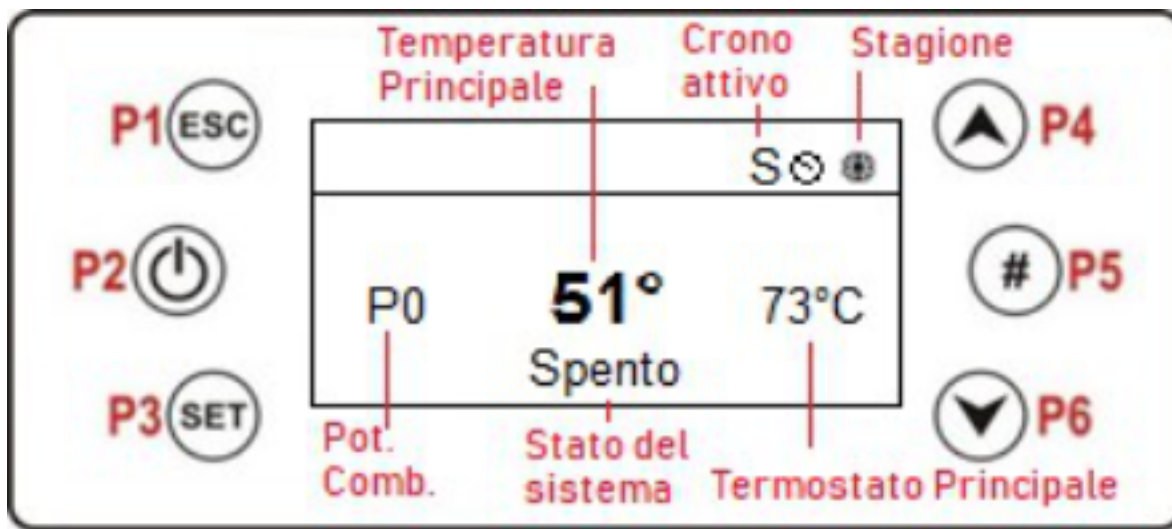 Temperatura
Principale
Crono
attivo
Stagione
P1 ESC
P4
S
P2
# P5
P0
51°
73°C
Spento
P3 SET
P6
Pot.
Comb.
Stato del
sistema
Termostato Principale